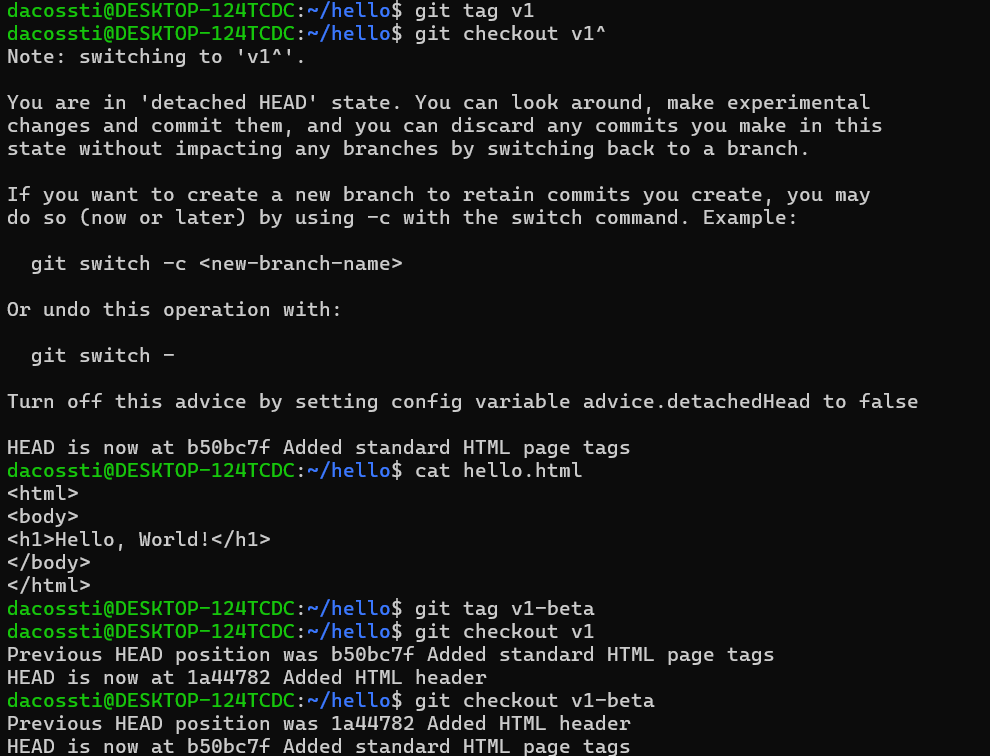 dacossti@DESKTOP-124TCDC:~/hello$ git tag v1
dacossti@DESKTOP-124TCDC:~/hello$ git checkout v1^
Note: switching to 'v1^'.

You are in 'detached HEAD' state. You can look around, make experimental
changes and commit them, and you can discard any commits you make in this
state without impacting any branches by switching back to a branch.

If you want to create a new branch to retain commits you create, you may
do so (now or later) by using -c with the switch command. Example:

  git switch -c <new-branch-name>

Or undo this operation with:

  git switch -

Turn off this advice by setting config variable advice.detachedHead to false

HEAD is now at b50bc7f Added standard HTML page tags
dacossti@DESKTOP-124TCDC:~/hello$ cat hello.html
<html>
<body>
<h1>Hello, World!</h1>
</body>
</html>
dacossti@DESKTOP-124TCDC:~/hello$ git tag v1-beta
dacossti@DESKTOP-124TCDC:~/hello$ git checkout v1
Previous HEAD position was b50bc7f Added standard HTML page tags
HEAD is now at 1a44782 Added HTML header
dacossti@DESKTOP-124TCDC:~/hello$ git checkout v1-beta
Previous HEAD position was 1a44782 Added HTML header
HEAD is now at b50bc7f Added standard HTML page tags